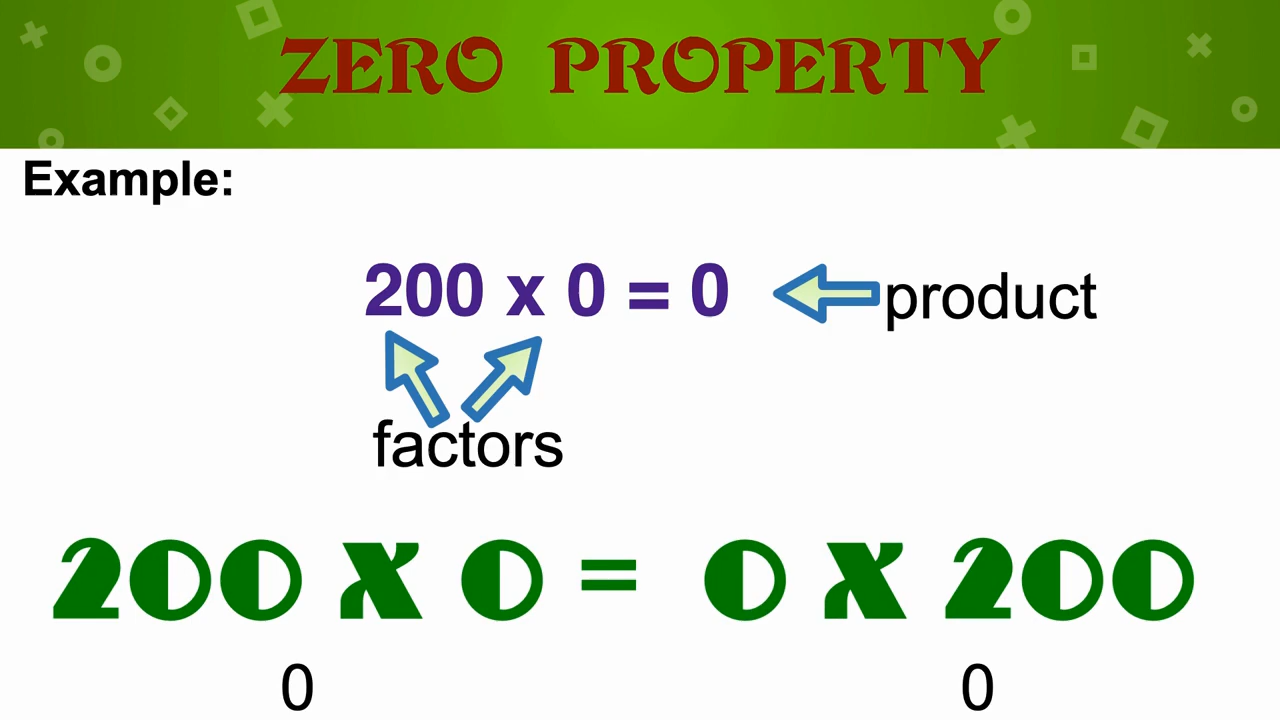 ZERO PROPERTY
Example:
200 x 0 = 0
product
factors
200 X 0 = 0 X 200
0 0